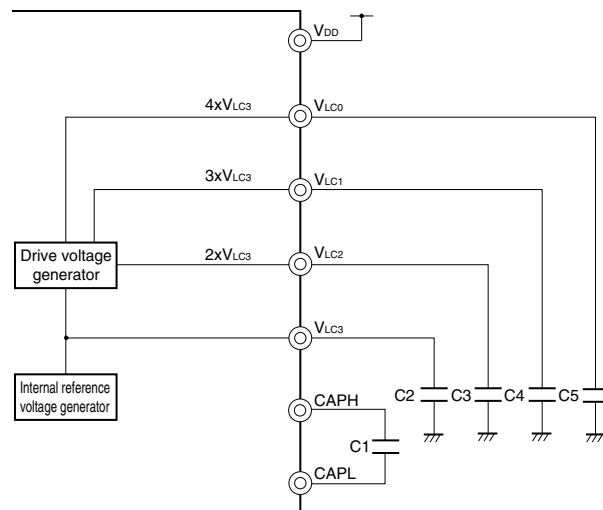 VDD
4xVLC3
VLC0
3xVLC3
VLC1
Drive voltage
generator
2xVLC3
VLC2
VLC3
Internal reference
voltage generator
CAPH
C1
CAPL
C2
C3
C4
C5